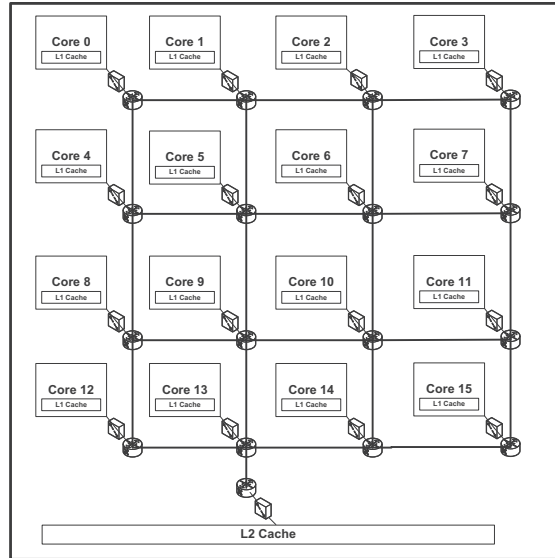 Core 0
L1 Cache
Core 1
L1 Cache
Core 2
L1 Cache
Core 3
L1 Cache
Core 4
L1 Cache
Core 5
L1 Cache
Core 6
L1 Cache
Core 7
L1 Cache
Core 8
L1 Cache
Core 9
L1 Cache
Core 10
L1 Cache
Core 11
L1 Cache
Core 12
L1 Cache
Core 13
L1 Cache
Core 14
L1 Cache
Core 15
L1 Cache
L2 Cache